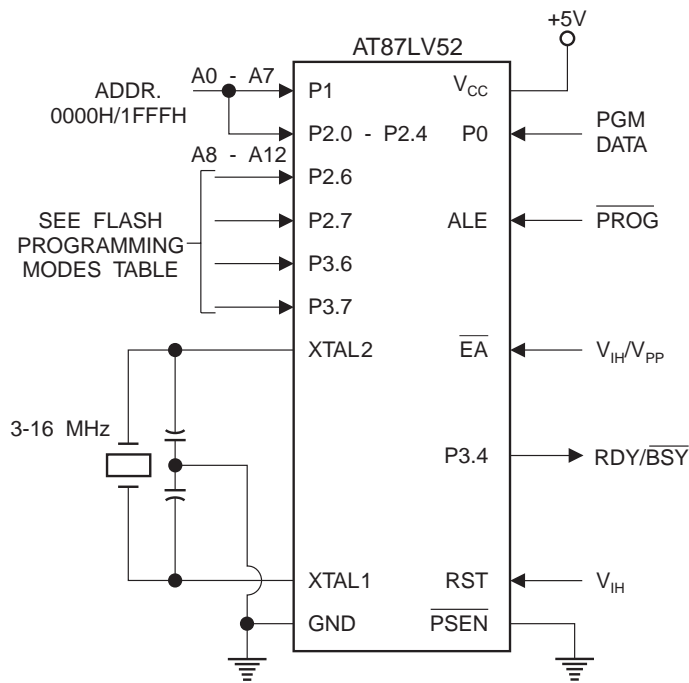 +5V
AT87LV52
ADDR.
0000H/1FFFH
A0 - A7
P1
VCC
P2.0 - P2.4
P0
PGM
DATA
A8 - A12
P2.6
SEE FLASH
PROGRAMMING
MODES TABLE
P2.7
ALE
PROG
P3.6
P3.7
XTAL2
EA
VIH/VPP
3-16 MHz
P3.4
RDY/BSY
XTAL1
RST
VIH
GND
PSEN